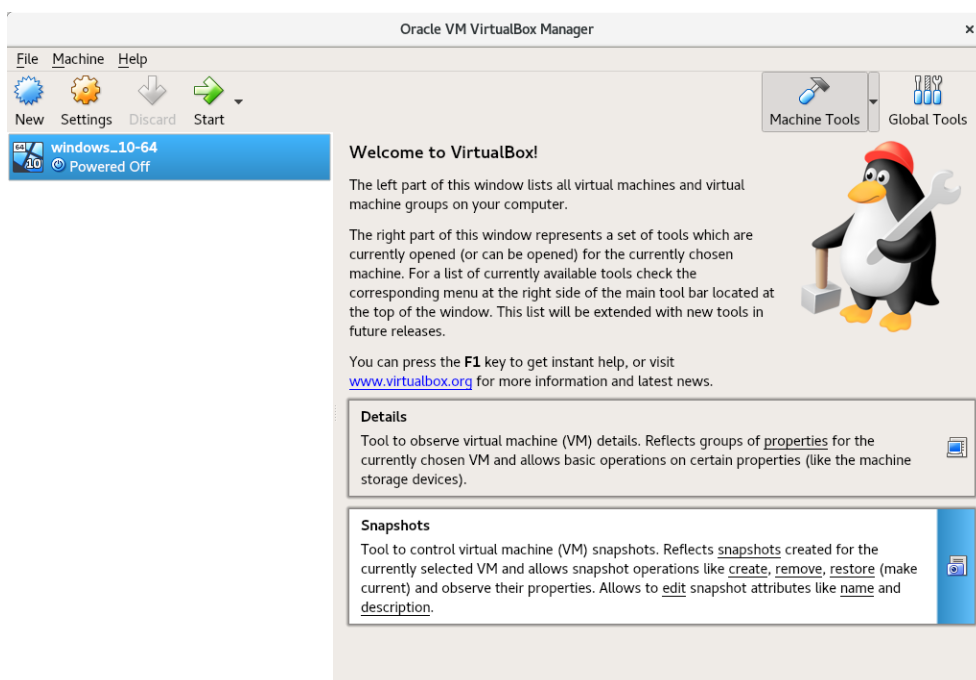 Oracle VM VirtualBox Manager
×
File Machine Help
New Settings Discard Start
Machine Tools Global Tools
64
10
windows_10-64
Powered Off
Welcome to VirtualBox!
The left part of this window lists all virtual machines and virtual
machine groups on your computer.
The right part of this window represents a set of tools which are
currently opened (or can be opened) for the currently chosen
machine. For a list of currently available tools check the
corresponding menu at the right side of the main tool bar located at
the top of the window. This list will be extended with new tools in
future releases.
You can press the F1 key to get instant help, or visit
www.virtualbox.org for more information and latest news.
Details
Tool to observe virtual machine (VM) details. Reflects groups of properties for the
currently chosen VM and allows basic operations on certain properties (like the machine
storage devices).
Snapshots
Tool to control virtual machine (VM) snapshots. Reflects snapshots created for the
currently selected VM and allows snapshot operations like create, remove, restore (make
current) and observe their properties. Allows to edit snapshot attributes like name and
description.